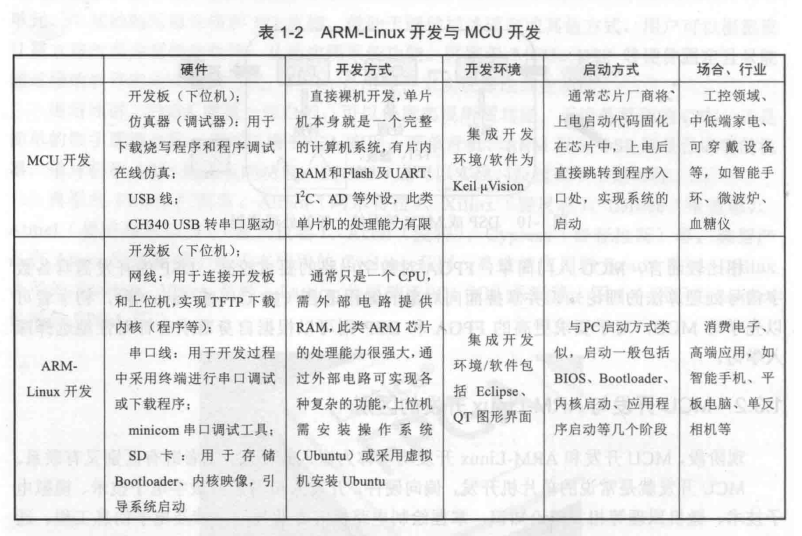 表 1-2 ARM-Linux 开发与 MCU 开发
硬件
开发方式
开发环境
启动方式
场合、行业
MCU 开发
开发板（下位机）；
仿真器（调试器）：用于
下载烧写程序和程序调试
在线仿真；
USB 线；
CH340 USB 转串口驱动
直接裸机开发，单片
机本身就是一个完整
的计算机系统，有片内
RAM 和 Flash 及 UART、
I²C、AD 等外设，此类
单片机的处理能力有限
集成开发
环境/软件为
Keil μVision
通常芯片厂商将
上电启动代码固化
在芯片中，上电后
直接跳转到程序入
口处，实现系统的
启动
工控领域、
中低端家电、
可穿戴设备
等，如智能手
环、微波炉、
血糖仪
ARM-
Linux 开发
开发板（下位机）；
网线：用于连接开发板
和上位机，实现 TFTP 下载
内核（程序等）；
串口线：用于开发过程
中采用终端进行串口调试
或下载程序；
minicom 串口调试工具；
SD 卡：用于存储
Bootloader、内核映像，引
导系统启动
通常只是一个 CPU，
需外部电路提供
RAM，此类 ARM 芯片
的处理能力很强大，通
过外部电路可实现各
种复杂的功能，上位机
需安装操作系统
（Ubuntu）或采用虚拟
机安装 Ubuntu
集成开发
环境/软件包
括 Eclipse、
QT 图形界面
与 PC 启动方式类
似，启动一般包括
BIOS、Bootloader、
内核启动、应用程
序启动等几个阶段
消费电子、
高端应用，如
智能手机、平
板电脑、单反
相机等